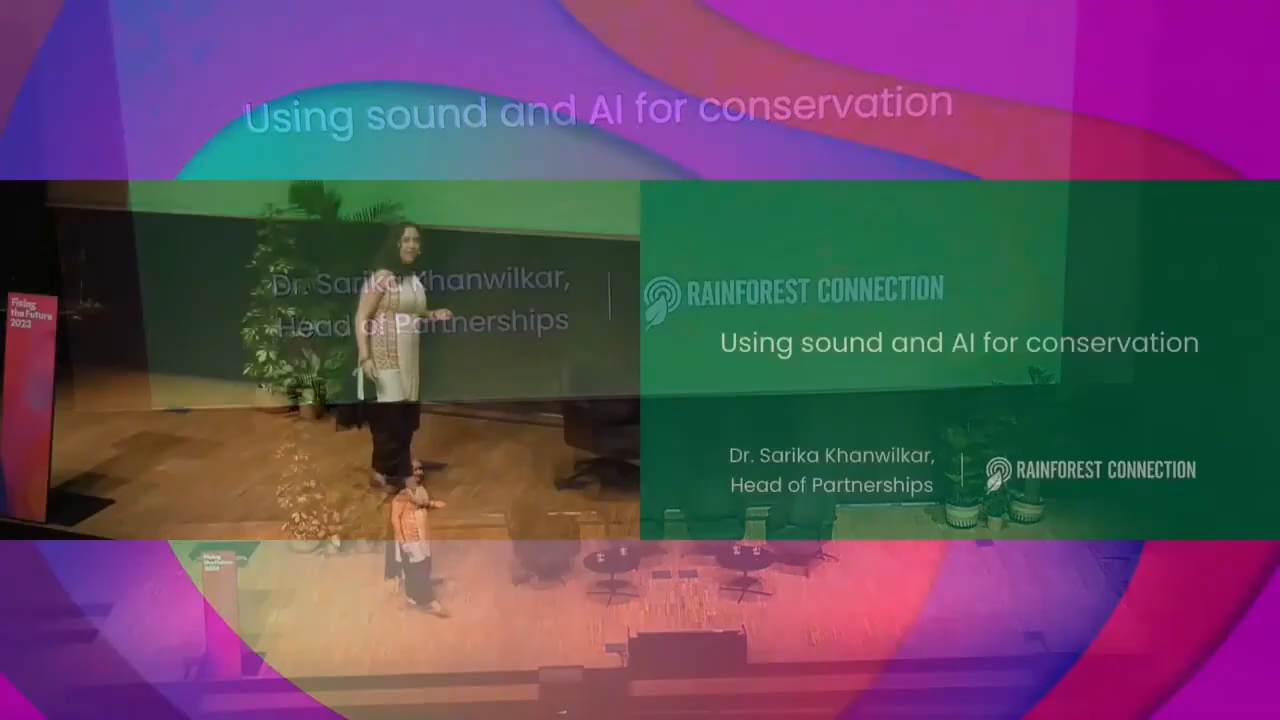 Using sound and AI for conservation
Dr. Sarika Khanwilkar,
Head of Partnerships
RAINFOREST CONNECTION
Fixing
the Future
2023
Using sound and AI for conservation
Dr. Sarika Khanwilkar,
Head of Partnerships
RAINFOREST CONNECTION